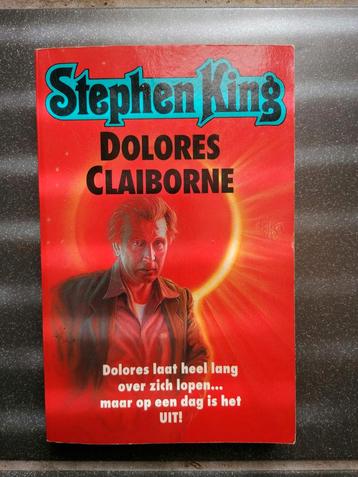 Stephen King
DOLORES
CLAIBORNE
Dolores laat heel lang
over zich lopen...
maar op een dag is het
UIT!